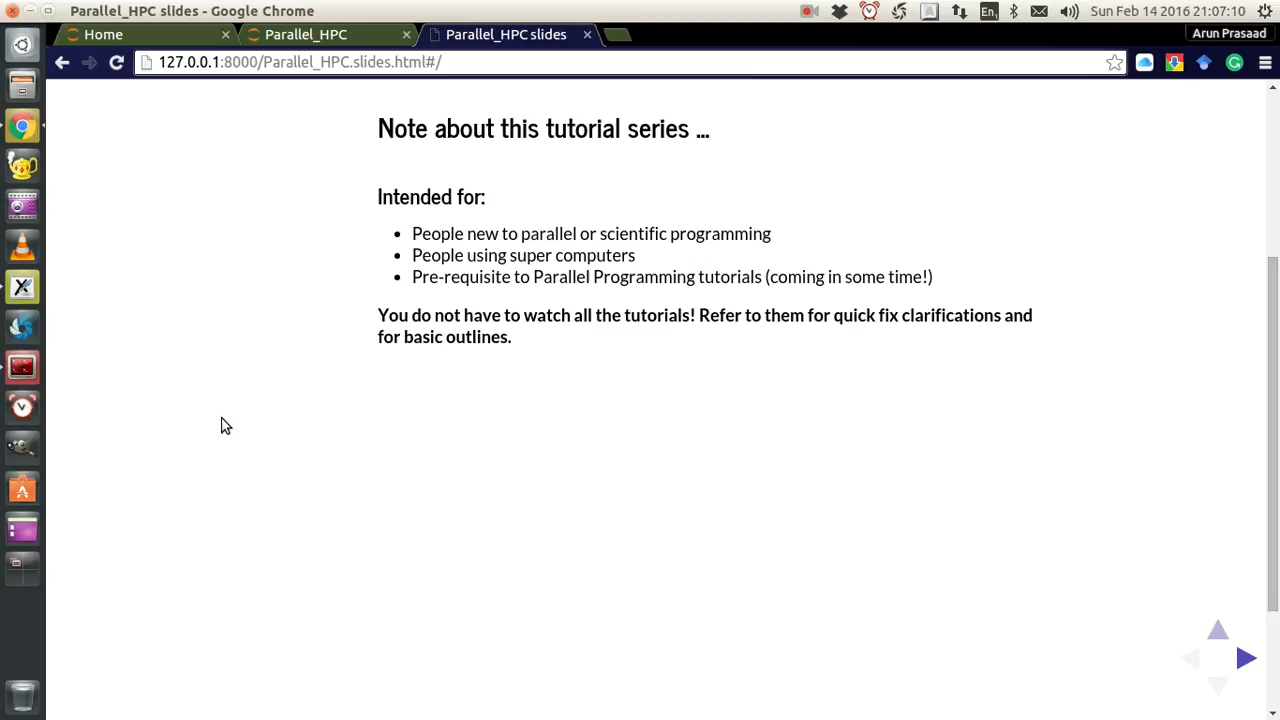 Parallel_HPC slides - Google Chrome
En
Sun Feb 14 2016 21:07:10
Home
Parallel_HPC
Parallel_HPC slides
Arun Prasaad
127.0.0.1:8000/Parallel_HPC.slides.html#/
Note about this tutorial series ...
Intended for:
• People new to parallel or scientific programming
• People using super computers
• Pre-requisite to Parallel Programming tutorials (coming in some time!)
You do not have to watch all the tutorials! Refer to them for quick fix clarifications and
for basic outlines.